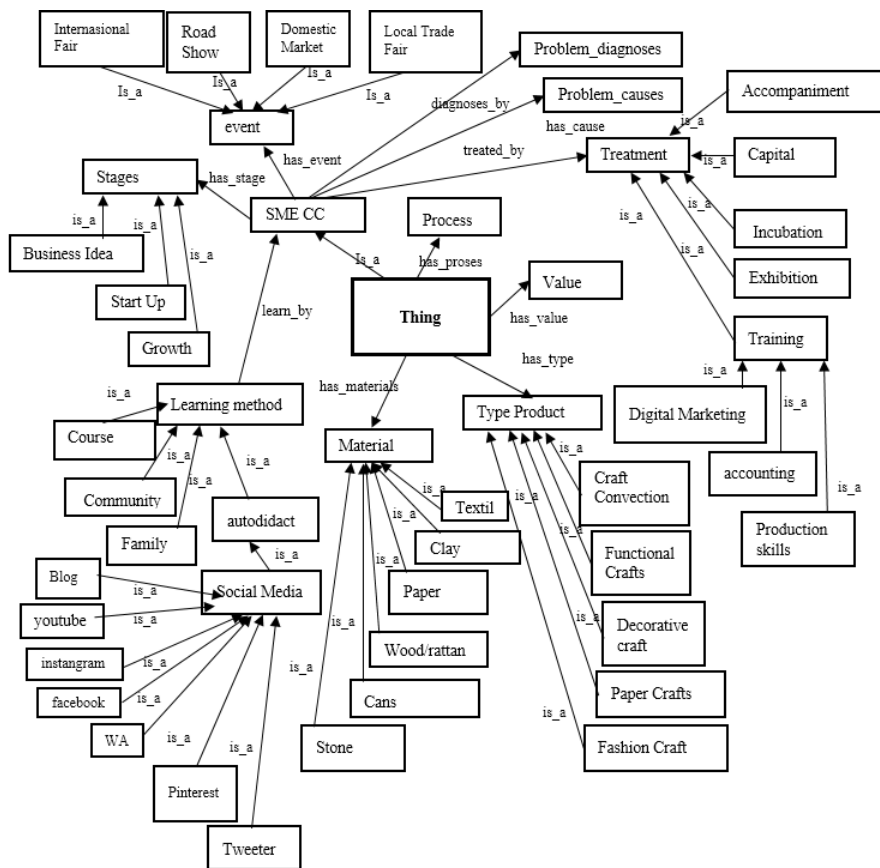 Internasional
Fair
Road
Show
Domestic
Market
Local Trade
Fair
Problem_diagnoses
Is_a
Is_a
Is_a
Is_a
diagnoses_by
Problem_causes
Accompaniment
event
has_cause
is_a
has_event
treated_by
Treatment
is_a
Capital
Stages
has_stage
SME CC
Process
is_a
is_a
is_a
is_a
is_a
Incubation
Business Idea
Is_a
has_proses
is_a
Exhibition
Start Up
learn_by
Thing
Value
has_value
Training
Growth
has_type
is_a
has_materials
is_a
Learning method
Type Product
Digital Marketing
is_a
Course
Material
is_a
Craft
Convection
accounting
is_a
is_a
is_a
is_a
Textil
is_a
Community
autodidact
is_a
Clay
is_a
Functional
Crafts
Production
skills
Family
is_a
is_a
Blog
Social Media
Paper
is_a
is_a
youtube
is_a
is_a
Decorative
craft
instangram
is_a
Wood/rattan
is_a
facebook
is_a
Cans
Paper Crafts
is_a
WA
is_a
is_a
Stone
Fashion Craft
Pinterest
Tweeter